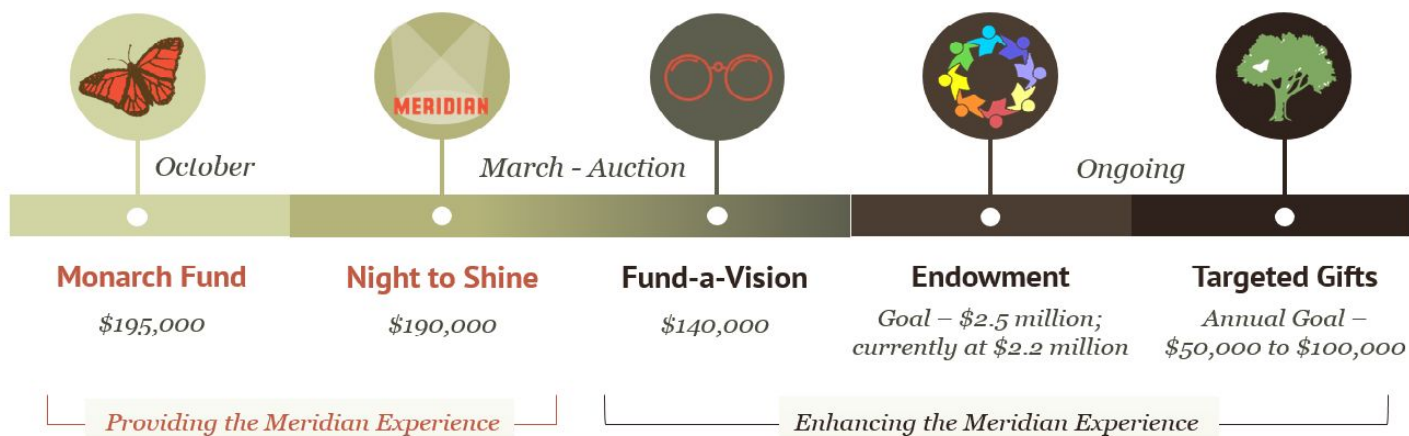 MERIDIAN
October
March - Auction
Ongoing
Monarch Fund
$195,000
Night to Shine
$190,000
Fund-a-Vision
$140,000
Endowment
Goal – $2.5 million;
currently at $2.2 million
Targeted Gifts
Annual Goal –
$50,000 to $100,000
Providing the Meridian Experience
Enhancing the Meridian Experience